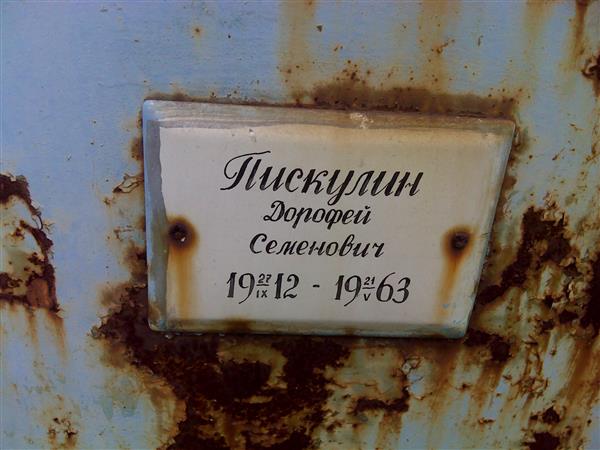 Пискулин
Дорофей
Семенович
19 27/IX 12 - 19 21/V 63